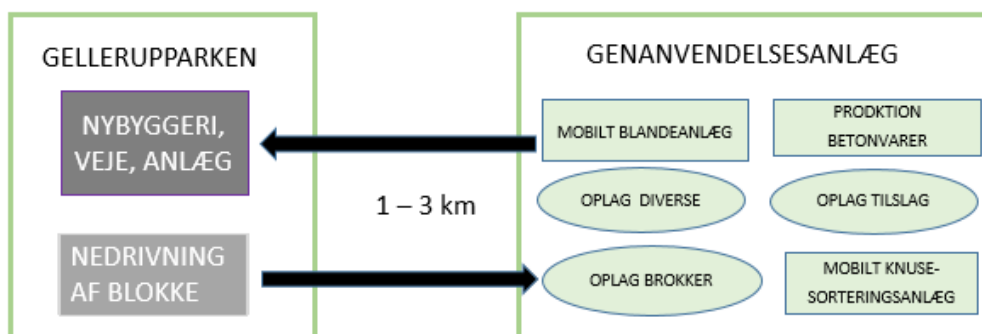 GELLERUPPARKEN
NYBYGGERI,
VEJE, ANLÆG
NEDRIVNING
AF BLOKKE
1 – 3 km
GENANVENDELSESANLÆG
MOBILT BLANDEANLÆG
PRODKTION
BETONVARER
OPLAG DIVERSE
OPLAG TILSLAG
OPLAG BROKKER
MOBILT KNUSE-
SORTERINGSANLÆG